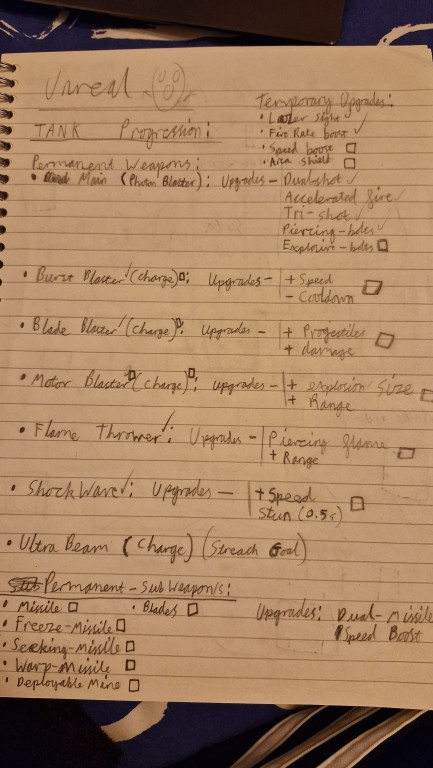 Unreal
Temporary Upgrades:
• Lazer Sight ✓
• Fire Rate boost ✓
• Speed boost □
• Area shield □
TANK Progression:
Permanent Weapons:
• Main (Photon Blaster): Upgrades - Dual-shot ✓
Accelerated fire ✓
Tri-shot ✓
Piercing-bolts ✓
Explosive-bolts □
• Burst Blaster ✓ (charge) □: Upgrades - + Speed □
- Cooldown
• Blade Blaster ✓ (charge) □: Upgrades - + Progectiles □
+ damage
• Motor Blaster □ (charge) □: upgrades - + explosion size □
+ Range
• Flame Thrower ✓: Upgrades - Piercing flame □
+ Range
• ShockWave ✓: Upgrades - + Speed □
Stun (0.5s)
• Ultra Beam (charge) (Streach Goal)
Permanent-Sub Weapons:
• Missile □ • Blades □ Upgrades: Dual-Missile
• Freeze-Missile □ Speed Boost
• Seeking-Missile □
• Warp-Missile □
• Deployable Mine □